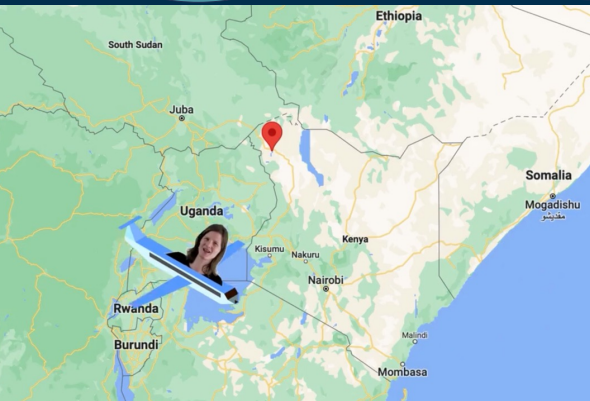 Ethiopia
South Sudan
Juba
Somalia
Mogadishu
مقديشو
Uganda
Kisumu
Nakuru
Kenya
Nairobi
Rwanda
Burundi
Malindi
Mombasa